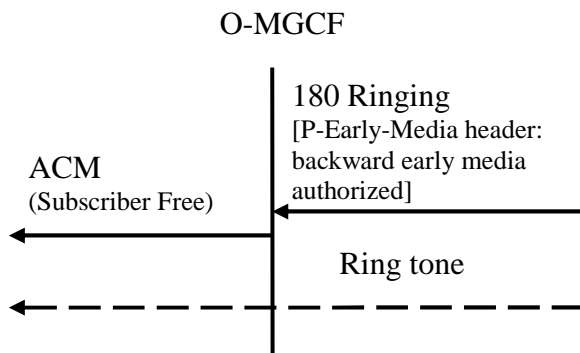 O-MGCF
180 Ringing
[P-Early-Media header:
backward early media
authorized]
ACM
(Subscriber Free)
Ring tone